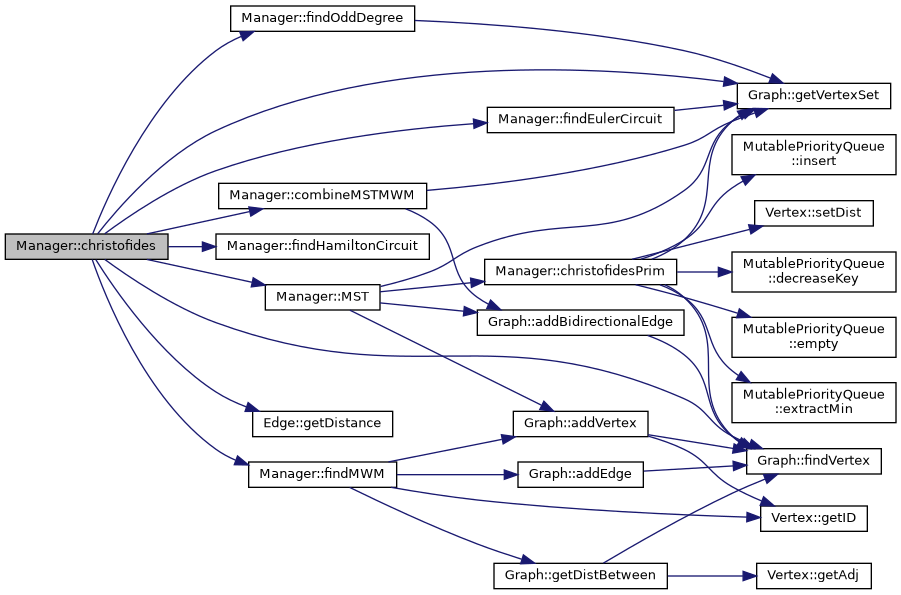 Manager::findOddDegree
Graph::getVertexSet
Manager::findEulerCircuit
MutablePriorityQueue
::insert
Manager::combineMSTMWM
Vertex::setDist
Manager::christofides
Manager::findHamiltonCircuit
Manager::christofidesPrim
MutablePriorityQueue
::decreaseKey
Manager::MST
Graph::addBidirectionalEdge
MutablePriorityQueue
::empty
MutablePriorityQueue
::extractMin
Edge::getDistance
Graph::addVertex
Graph::findVertex
Manager::findMWM
Graph::addEdge
Vertex::getID
Graph::getDistBetween
Vertex::getAdj